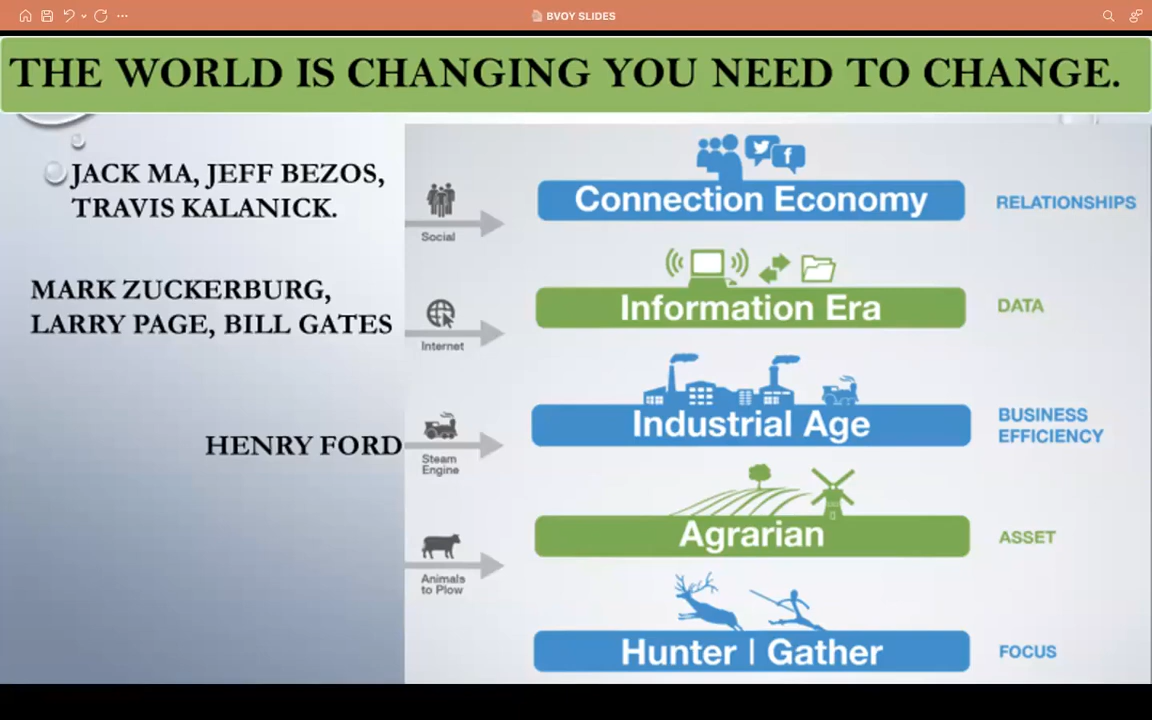 BVOY SLIDES
THE WORLD IS CHANGING YOU NEED TO CHANGE.
JACK MA, JEFF BEZOS,
TRAVIS KALANICK.
Social
Connection Economy
RELATIONSHIPS
MARK ZUCKERBURG,
LARRY PAGE, BILL GATES
Internet
Information Era
DATA
HENRY FORD
Steam
Engine
Industrial Age
BUSINESS
EFFICIENCY
Animals
to Plow
Agrarian
ASSET
Hunter | Gather
FOCUS